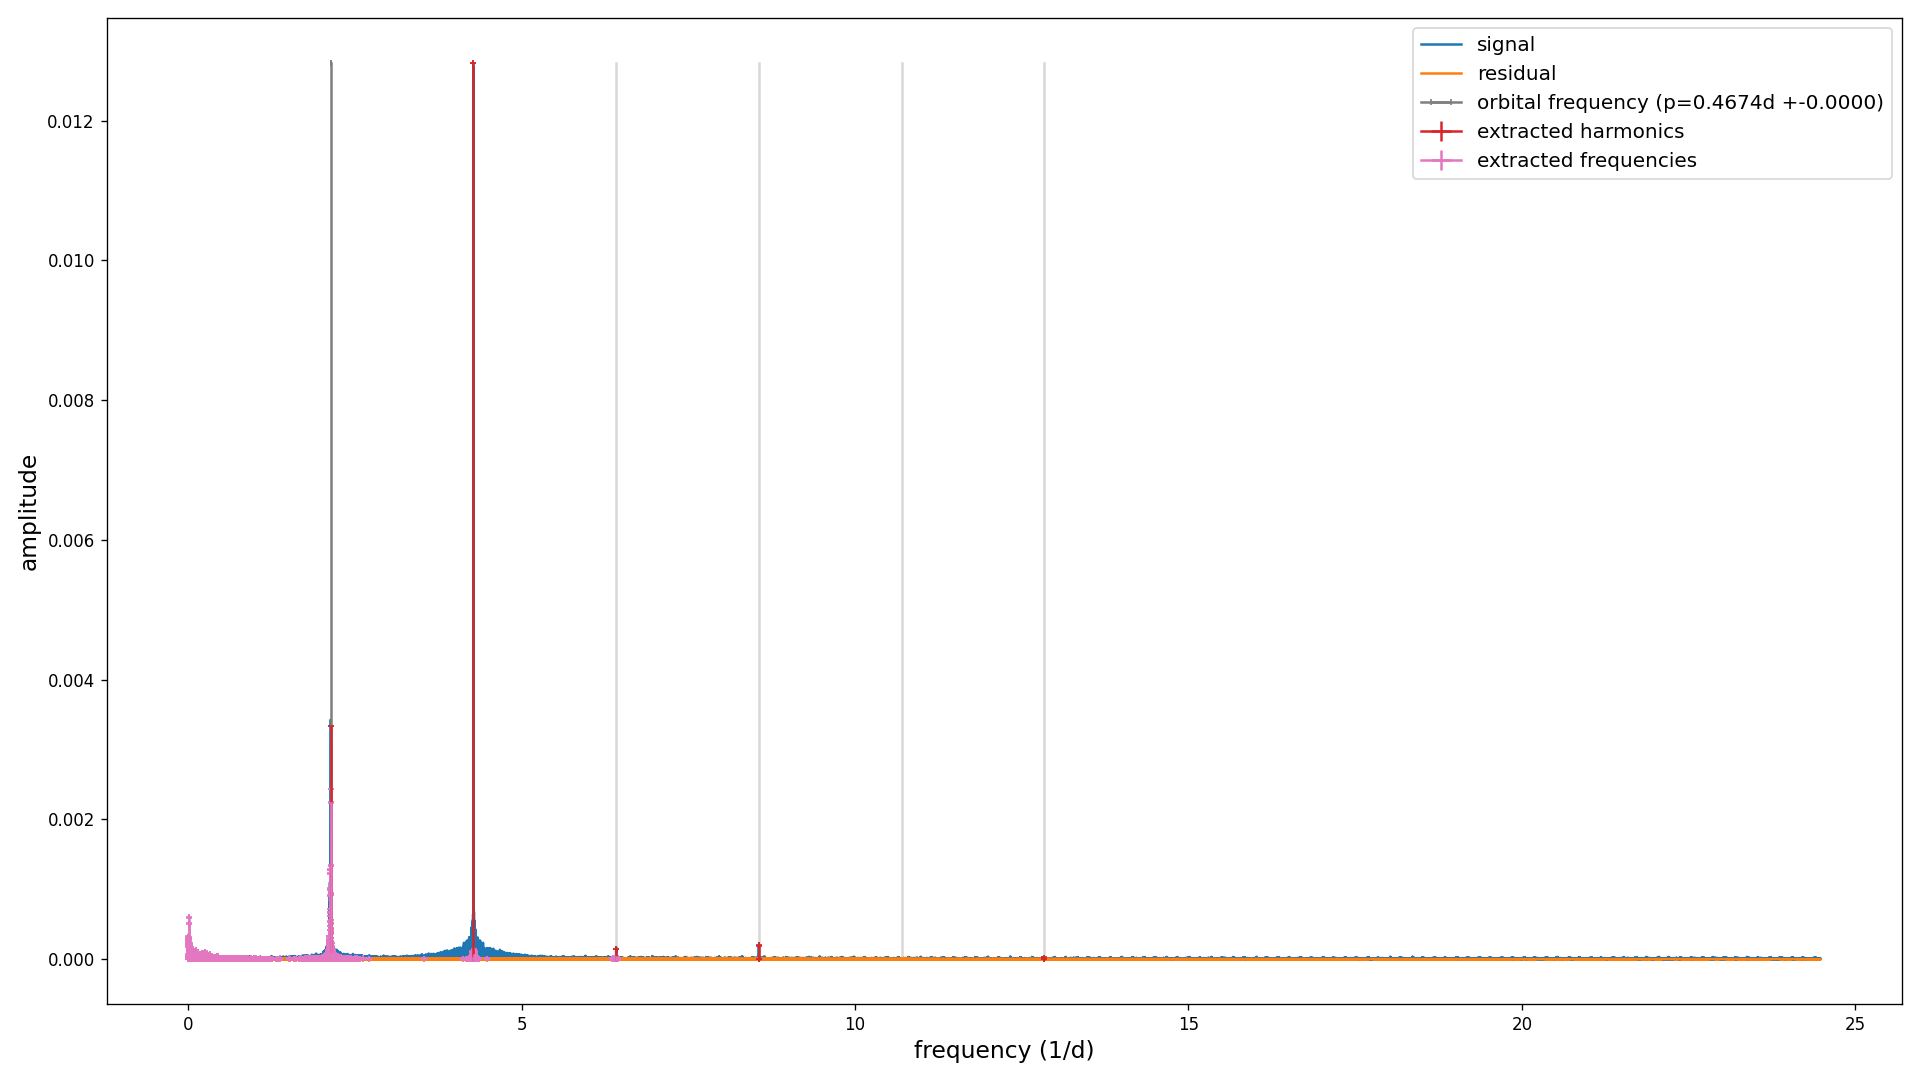 signal
residual
orbital frequency (p=0.4674d +-0.0000)
extracted harmonics
extracted frequencies
0.012
0.010
0.008
0.006
0.004
0.002
0.000
amplitude
0 5 10 15 20 25
frequency (1/d)